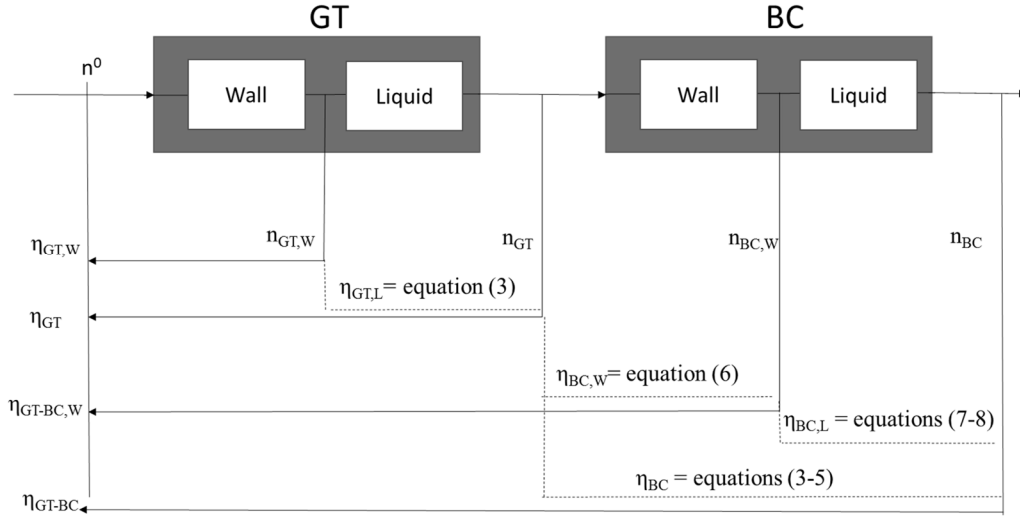 GT BC
n⁰
Wall Liquid Wall Liquid
n_GT,W n_GT n_BC,W n_BC
η_GT,W
η_GT,L= equation (3)
η_GT
η_BC,W= equation (6)
η_GT-BC,W
η_BC,L = equations (7-8)
η_BC = equations (3-5)
η_GT-BC